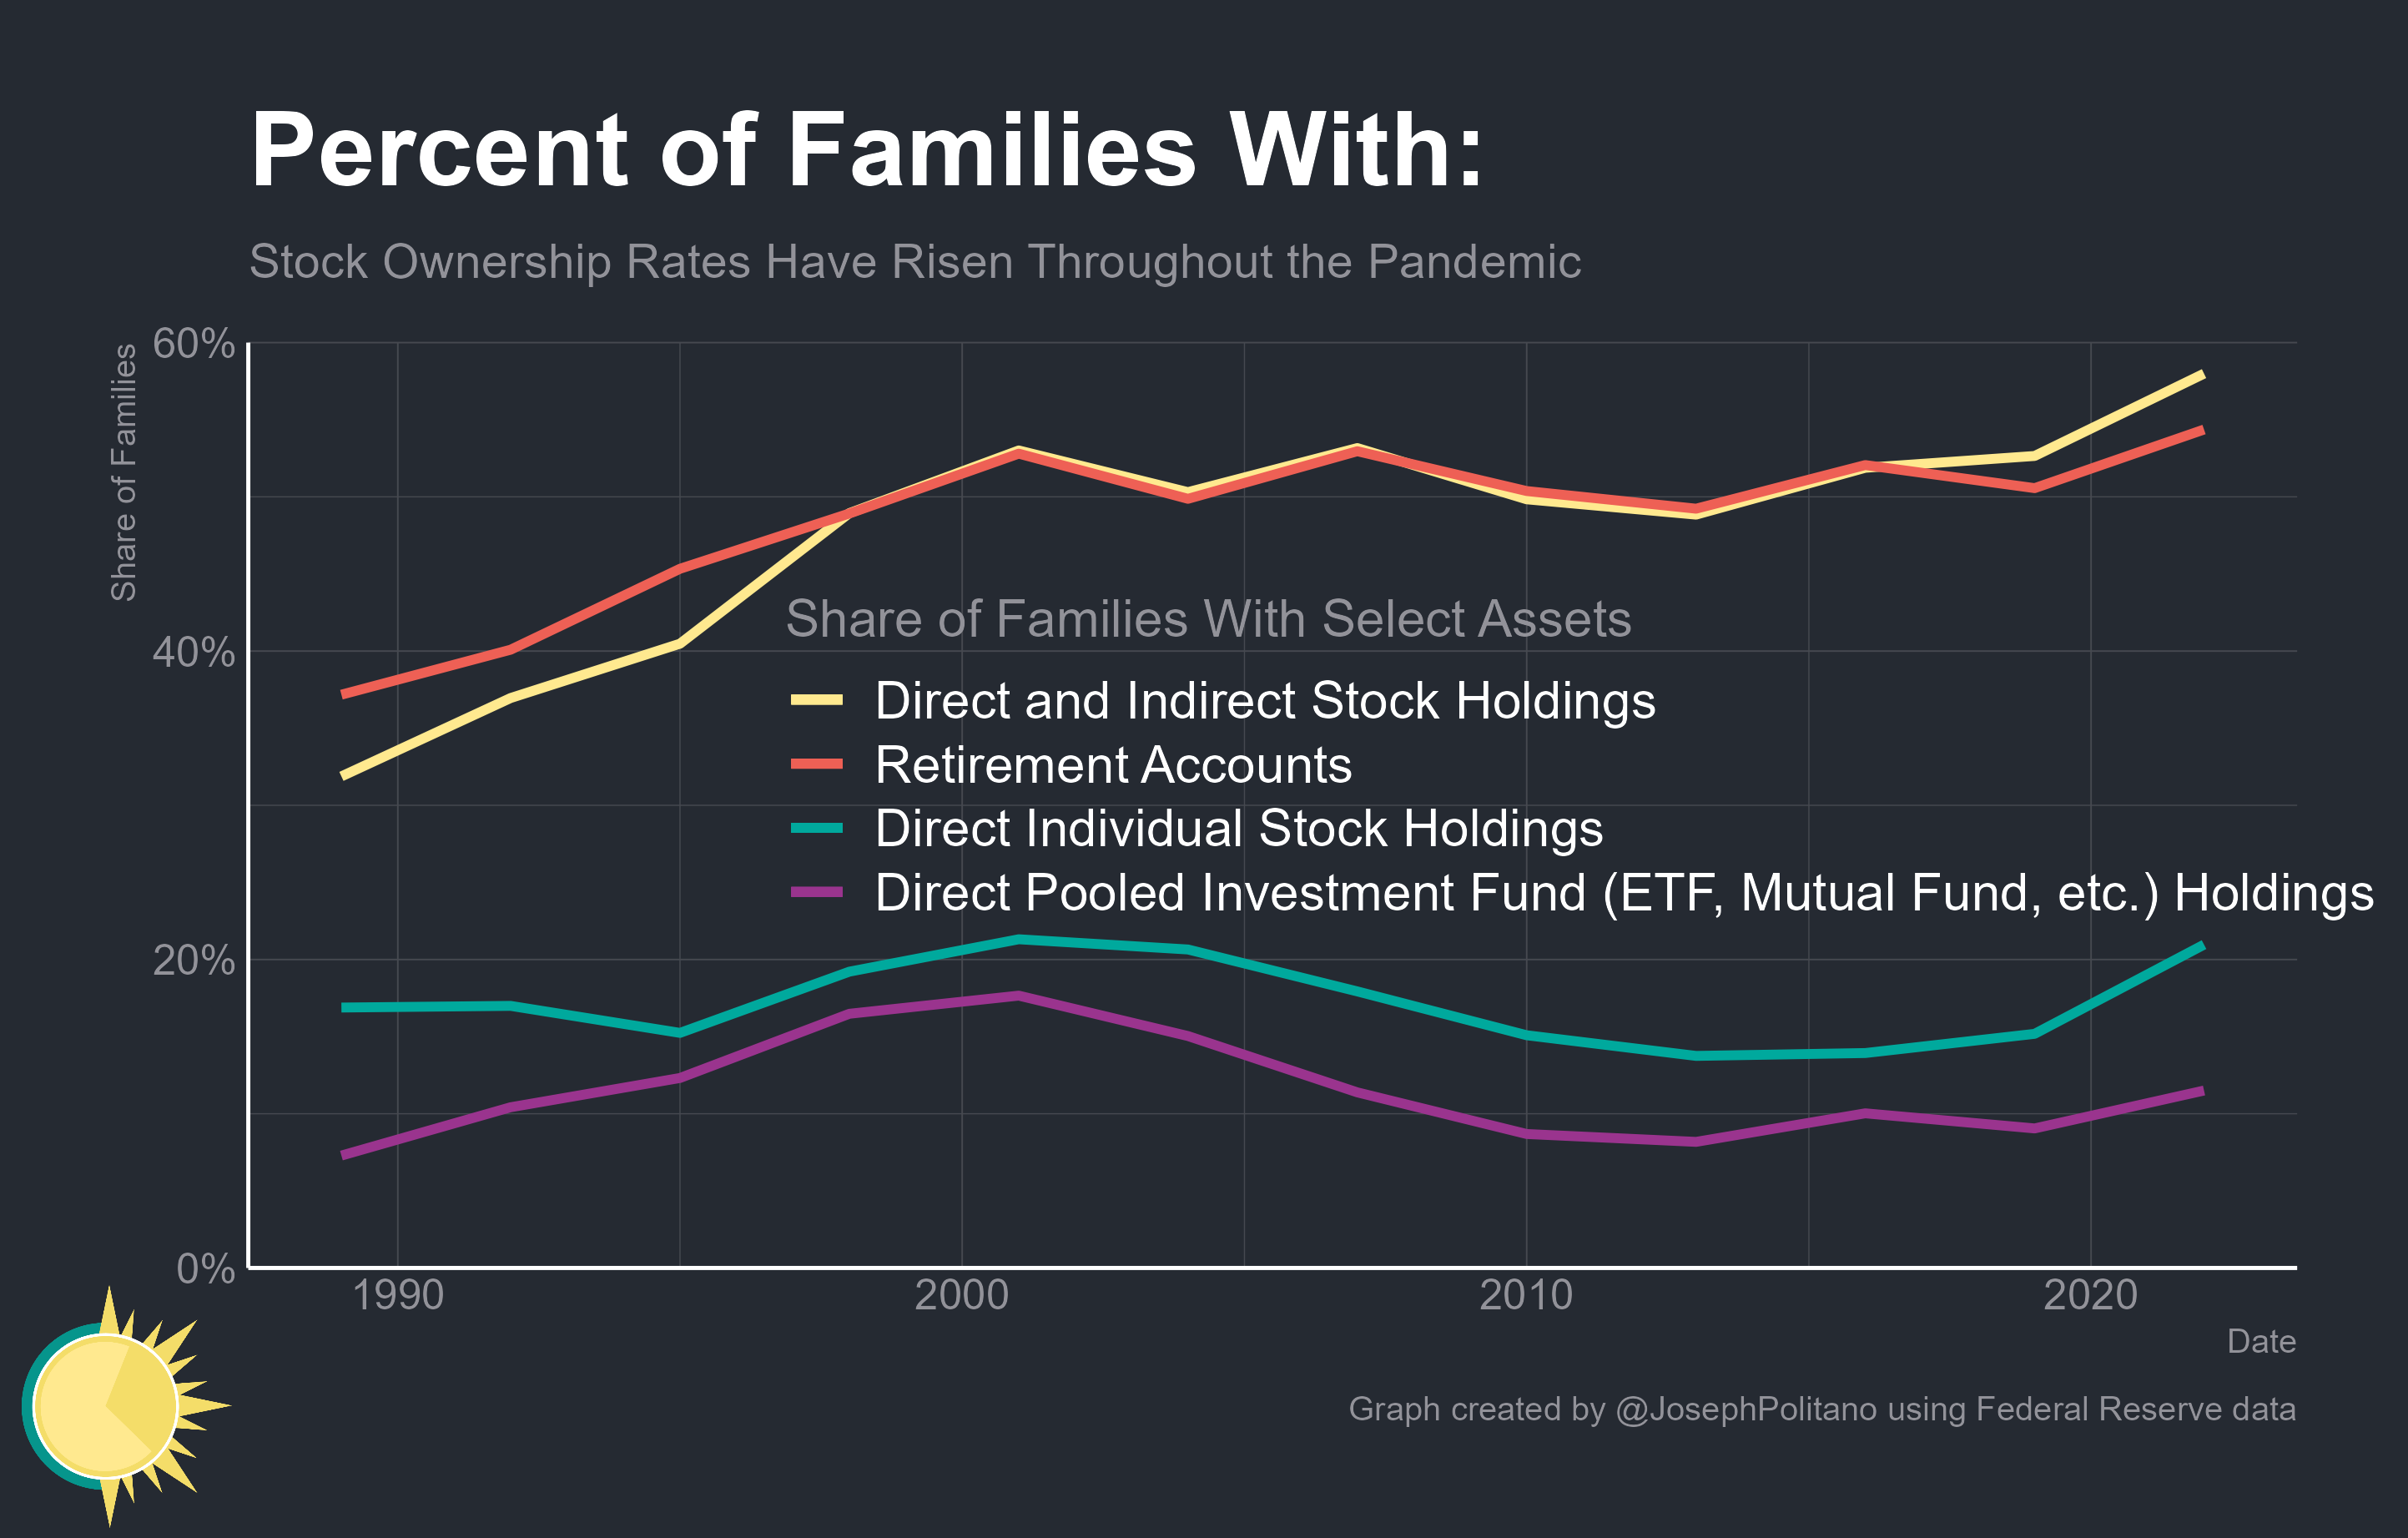 Percent of Families With:
Stock Ownership Rates Have Risen Throughout the Pandemic
Share of Families
60%
40%
20%
0%
Share of Families With Select Assets
Direct and Indirect Stock Holdings
Retirement Accounts
Direct Individual Stock Holdings
Direct Pooled Investment Fund (ETF, Mutual Fund, etc.) Holdings
1990 2000 2010 2020
Date
Graph created by @JosephPolitano using Federal Reserve data